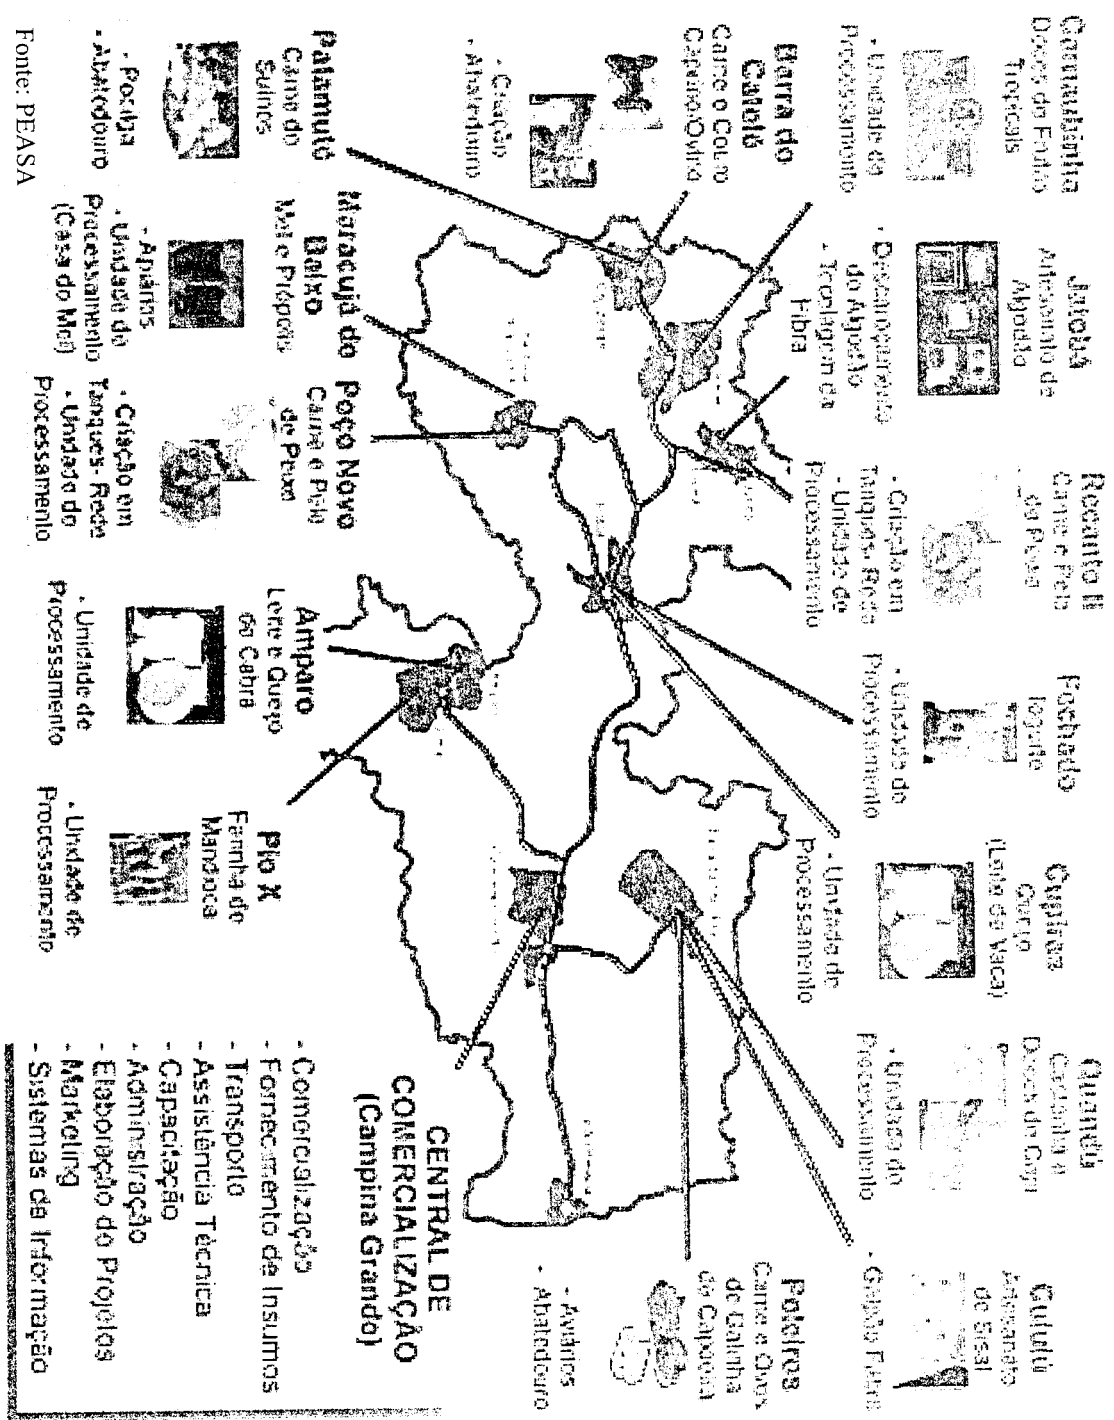 Doces de Frutas
Tropicais
- Unidade de
Processamento
Jatobá
Artesanato de
Algodão
- Descaroçamento
do Algodão
- Tecelagem da
Fibra
Recanto II
Carne e Pele
de Peixe
- Criação em
Tanques-Rede
- Unidade de
Processamento
Fechado
Iogurte
- Unidade de
Processamento
Queijo
(Leite de Vaca)
- Unidade de
Processamento
Castanha e
Doces de Caju
- Unidade de
Processamento
Artesanato
de Sisal
Barra do
Catolé
Carne e Couro
Caprino/Ovino
- Criação
- Abatedouro
Poleiros
Carne e Ovos
de Galinha
de Capoeira
- Aviários
- Abatedouro
Carne de
Suínos
- Pocilga
- Abatedouro
Maracujá de
Baixo
Mel e Própolis
- Apiários
- Unidade de
Processamento
(Casa do Mel)
Poço Novo
Carne e Pele
de Peixe
- Criação em
Tanques-Rede
- Unidade de
Processamento
Amparo
Leite e Queijo
de Cabra
- Unidade de
Processamento
Pio X
Farinha de
Mandioca
- Unidade de
Processamento
CENTRAL DE
COMERCIALIZAÇÃO
(Campina Grande)
- Comercialização
- Fornecimento de Insumos
- Transporte
- Assistência Técnica
- Capacitação
- Administração
- Elaboração de Projetos
- Marketing
- Sistemas de Informação
Fonte: PEASA